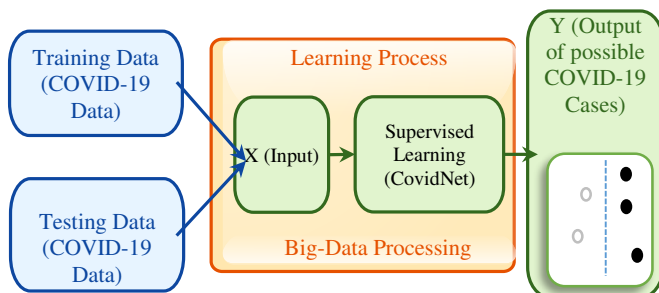 Training Data
(COVID-19
Data)
Testing Data
(COVID-19
Data)
Learning Process
X (Input)
Supervised
Learning
(CovidNet)
Big-Data Processing
Y (Output
of possible
COVID-19
Cases)